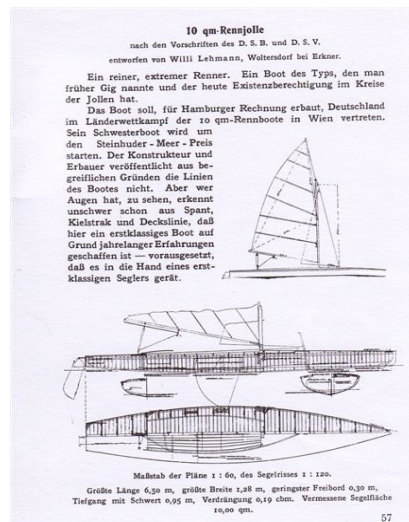 10 qm-Rennjolle
nach den Vorschriften des D. S. B. und D. S. V.
entworfen von Willi Lehmann, Woltersdorf bei Erkner.
Ein reiner, extremer Renner. Ein Boot des Typs, den man
früher Gig nannte und der heute Existenzberechtigung im Kreise
der Jollen hat.
Das Boot soll, für Hamburger Rechnung erbaut, Deutschland
im Länderwettkampf der 10 qm-Rennboote in Wien vertreten.
Sein Schwesterboot wird um
den Steinhuder - Meer - Preis
starten. Der Konstrukteur und
Erbauer veröffentlicht aus be-
greiflichen Gründen die Linien
des Bootes nicht. Aber wer
Augen hat, zu sehen, erkennt
unschwer schon aus Spant,
Kielstrak und Deckslinie, daß
hier ein erstklassiges Boot auf
Grund jahrelanger Erfahrungen
geschaffen ist — vorausgesetzt,
daß es in die Hand eines erst-
klassigen Seglers gerät.
Maßstab der Pläne 1 : 60, des Segelrisses 1 : 120.
Größte Länge 6,50 m, größte Breite 1,28 m, geringster Freibord 0,30 m,
Tiefgang mit Schwert 0,95 m, Verdrängung 0,19 cbm. Vermessene Segelfläche
10,00 qm.
57